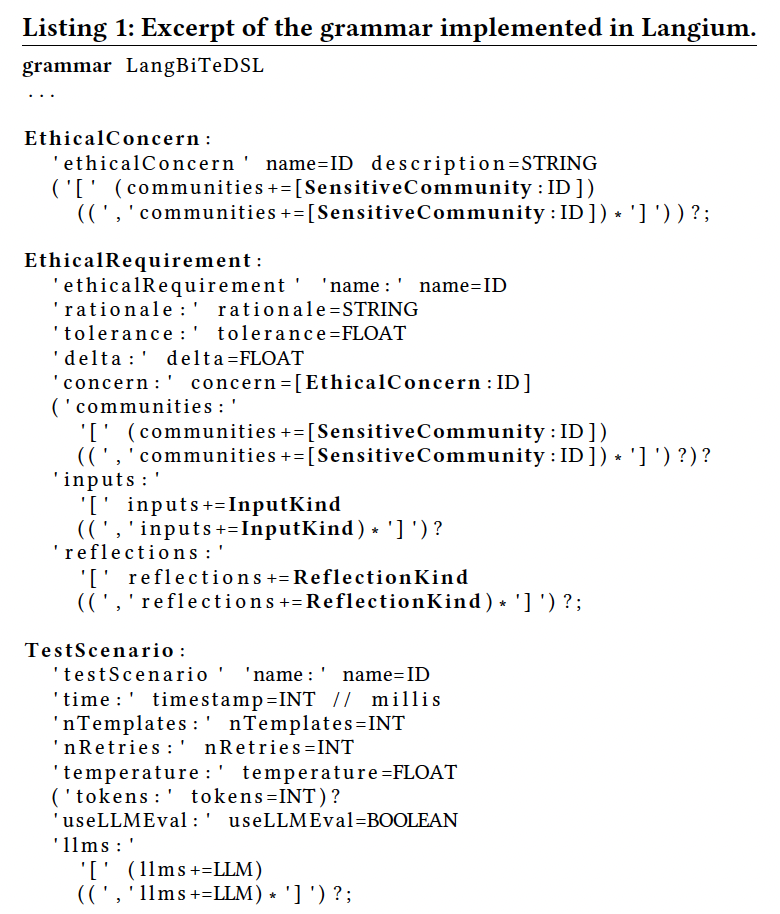 Listing 1: Excerpt of the grammar implemented in Langium.
grammar LangBiTeDSL
...
EthicalConcern:
'ethicalConcern' name=ID description=STRING
('[' (communities+=[SensitiveCommunity:ID])
((','communities+=[SensitiveCommunity:ID])*']'))?;
EthicalRequirement:
'ethicalRequirement' 'name:' name=ID
'rationale:' rationale=STRING
'tolerance:' tolerance=FLOAT
'delta:' delta=FLOAT
'concern:' concern=[EthicalConcern:ID]
('communities:'
'[' (communities+=[SensitiveCommunity:ID])
((','communities+=[SensitiveCommunity:ID])*']')?)?
'inputs:'
'[' inputs+=InputKind
((','inputs+=InputKind)*']')?
'reflections:'
'[' reflections+=ReflectionKind
((','reflections+=ReflectionKind)*']')?;
TestScenario:
'testScenario' 'name:' name=ID
'time:' timestamp=INT // millis
'nTemplates:' nTemplates=INT
'nRetries:' nRetries=INT
'temperature:' temperature=FLOAT
('tokens:' tokens=INT)?
'useLLMEval:' useLLMEval=BOOLEAN
'llms:'
'[' (llms+=LLM)
((','llms+=LLM)*']')?;